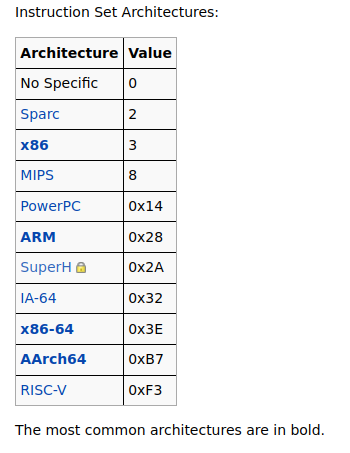 Instruction Set Architectures:
Architecture Value
No Specific 0
Sparc 2
x86 3
MIPS 8
PowerPC 0x14
ARM 0x28
SuperH 0x2A
IA-64 0x32
x86-64 0x3E
AArch64 0xB7
RISC-V 0xF3
The most common architectures are in bold.